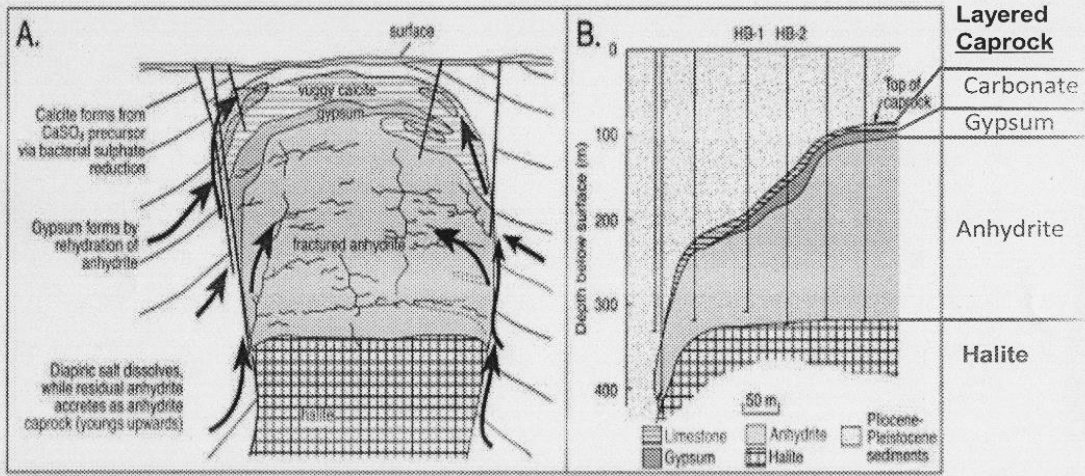 A.
surface
vuggy calcite
gypsum
Calcite forms from
CaSO₄ precursor
via bacterial sulphate
reduction
Gypsum forms by
rehydration of
anhydrite
fractured anhydrite
Diapiric salt dissolves,
while residual anhydrite
accretes as anhydrite
caprock (youngs upwards)
halite
B.
HB-1 HB-2
0
100
200
300
400
Depth below surface (m)
Top of
caprock
50 m
Limestone
Gypsum
Anhydrite
Halite
Pliocene-
Pleistocene
sediments
Layered
Caprock
Carbonate
Gypsum
Anhydrite
Halite